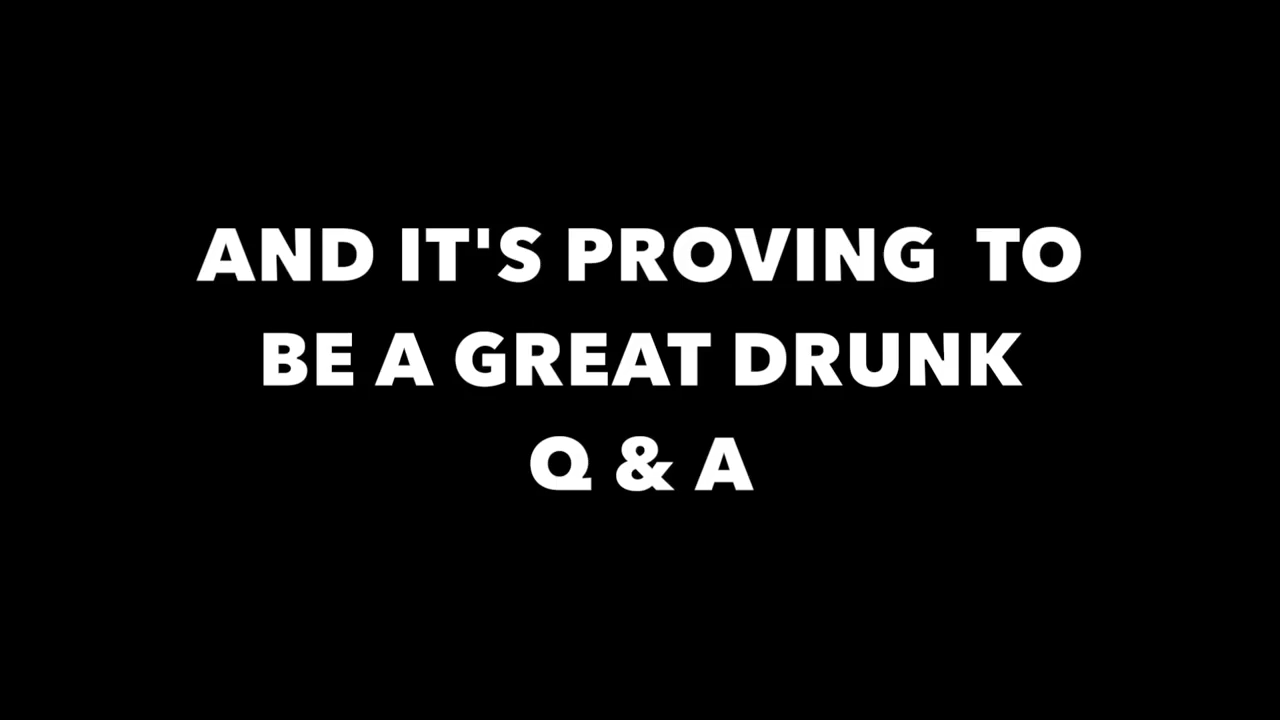 AND IT'S PROVING  TO
BE A GREAT DRUNK
Q & A